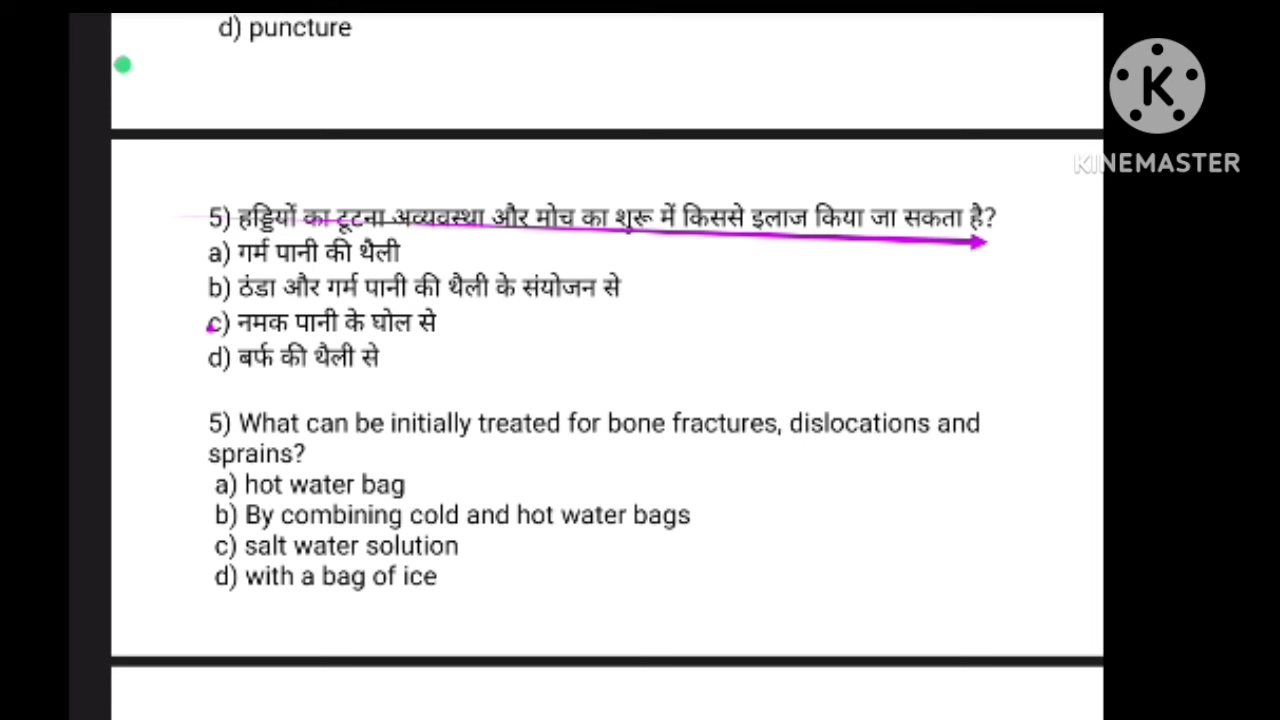 d) puncture
K
KINEMASTER
5) हड्डियों का टूटना अव्यवस्था और मोच का शुरू में किससे इलाज किया जा सकता है?
a) गर्म पानी की थैली
b) ठंडा और गर्म पानी की थैली के संयोजन से
c) नमक पानी के घोल से
d) बर्फ की थैली से
5) What can be initially treated for bone fractures, dislocations and
sprains?
a) hot water bag
b) By combining cold and hot water bags
c) salt water solution
d) with a bag of ice